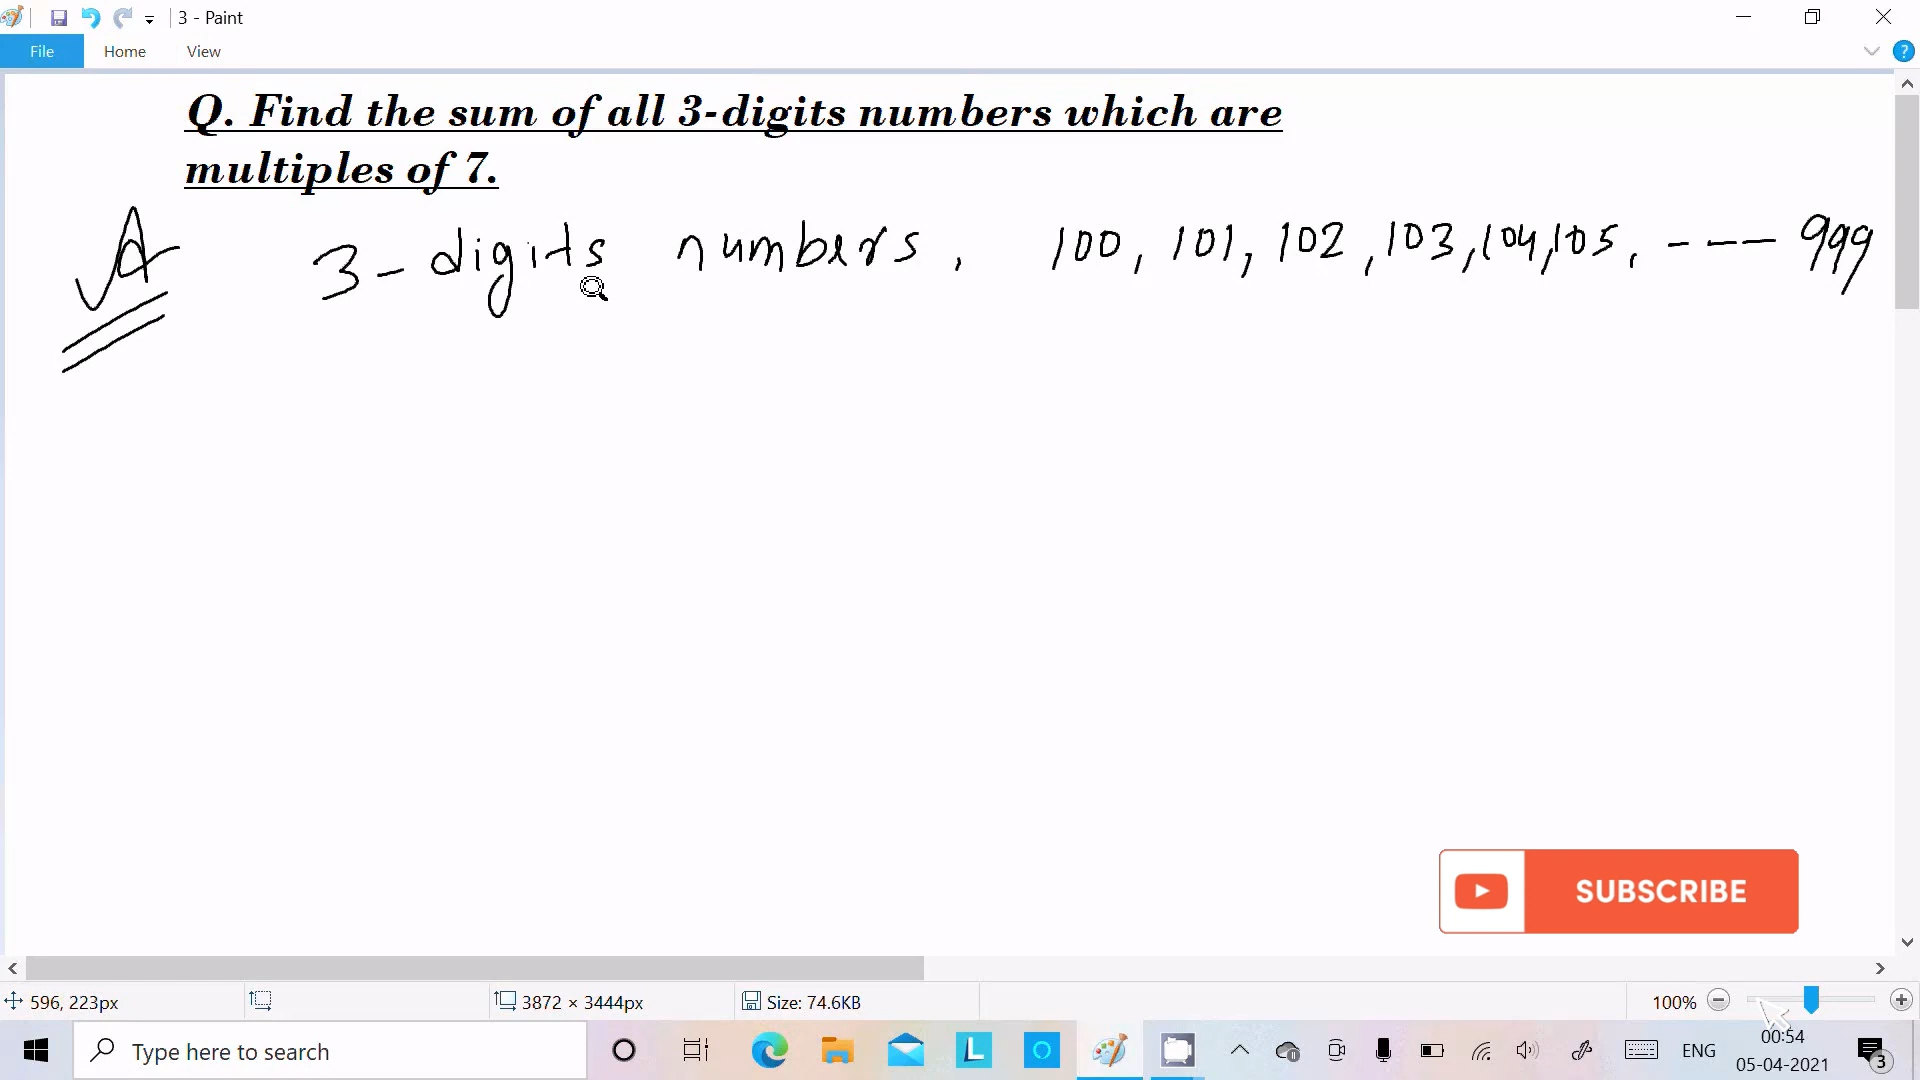 3 - Paint
File Home View
Q. Find the sum of all 3-digits numbers which are
multiples of 7.
A 3-digits numbers, 100, 101, 102, 103, 104, 105, ---- 999
SUBSCRIBE
596, 223px 3872 × 3444px Size: 74.6KB 100%
Type here to search ENG 00:54
05-04-2021 3